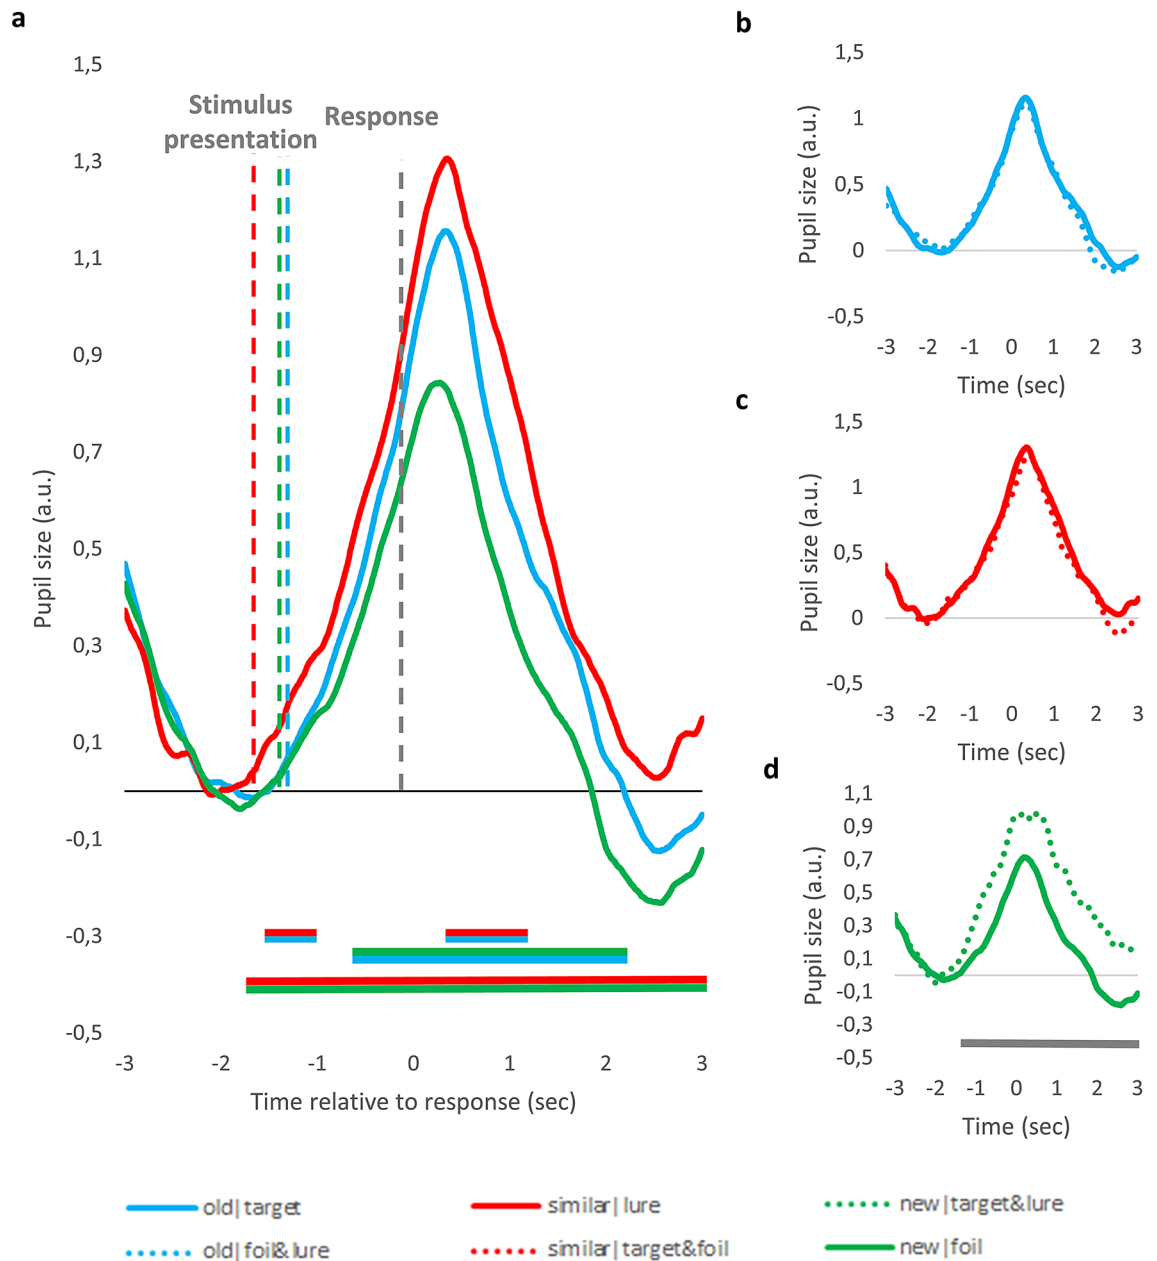 a
1,5
1,3
1,1
0,9
0,7
0,5
0,3
0,1
-0,1
-0,3
-0,5
Pupil size (a.u.)
Stimulus
presentation
Response
-3 -2 -1 0 1 2 3
Time relative to response (sec)
b
1,5
1
0,5
0
-0,5
Pupil size (a.u.)
-3 -2 -1 0 1 2 3
Time (sec)
c
1,5
1
0,5
0
-0,5
Pupil size (a.u.)
-3 -2 -1 0 1 2 3
Time (sec)
d
1,1
0,9
0,7
0,5
0,3
0,1
-0,1
-0,3
-0,5
Pupil size (a.u.)
-3 -2 -1 0 1 2 3
Time (sec)
old|target
similar|lure
new|target&lure
old|foil&lure
similar|target&foil
new|foil